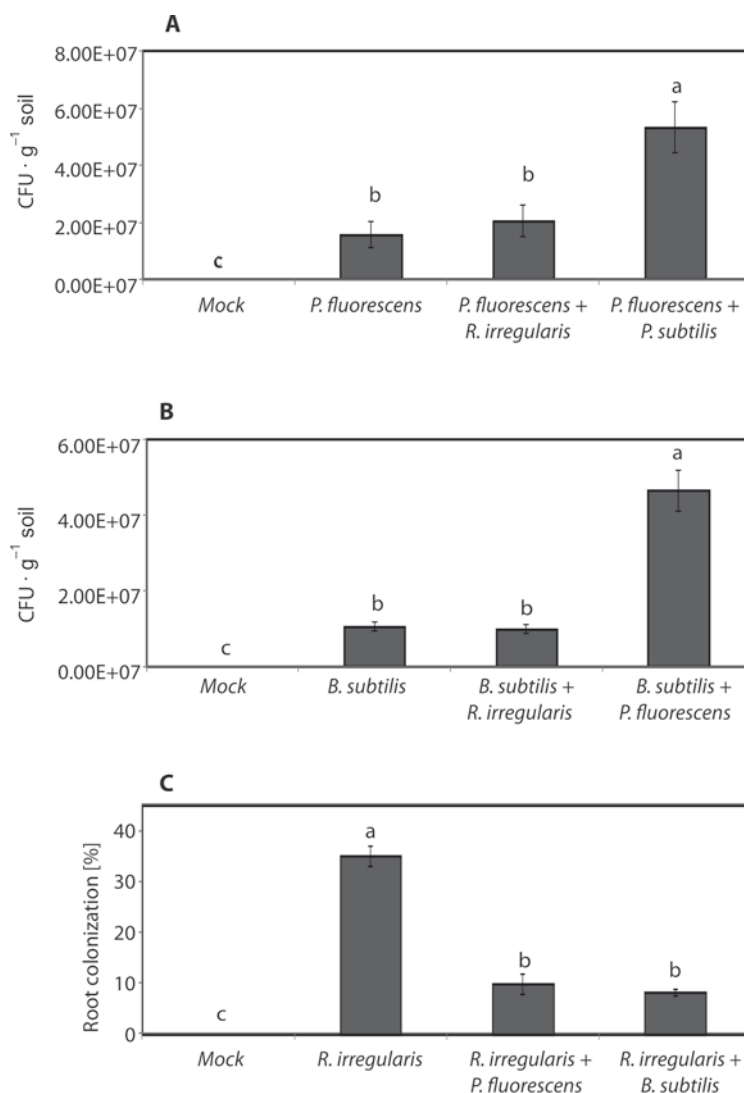 A
8.00E+07
6.00E+07
4.00E+07
2.00E+07
0.00E+07
CFU · g⁻¹ soil
c
b
b
a
Mock
P. fluorescens
P. fluorescens +
R. irregularis
P. fluorescens +
P. subtilis
B
6.00E+07
4.00E+07
2.00E+07
0.00E+07
CFU · g⁻¹ soil
c
b
b
a
Mock
B. subtilis
B. subtilis +
R. irregularis
B. subtilis +
P. fluorescens
C
40
30
20
10
0
Root colonization [%]
c
a
b
b
Mock
R. irregularis
R. irregularis +
P. fluorescens
R. irregularis +
B. subtilis